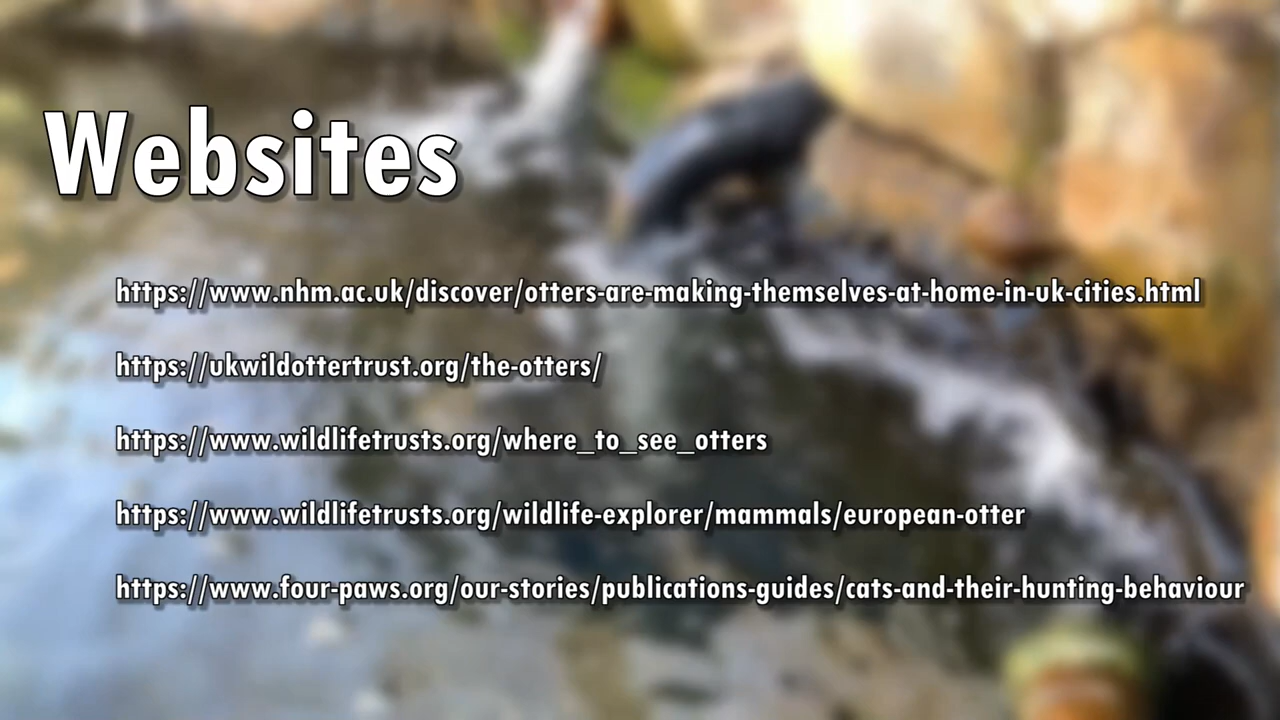 Websites
https://www.nhm.ac.uk/discover/otters-are-making-themselves-at-home-in-uk-cities.html
https://ukwildottertrust.org/the-otters/
https://www.wildlifetrusts.org/where_to_see_otters
https://www.wildlifetrusts.org/wildlife-explorer/mammals/european-otter
https://www.four-paws.org/our-stories/publications-guides/cats-and-their-hunting-behaviour